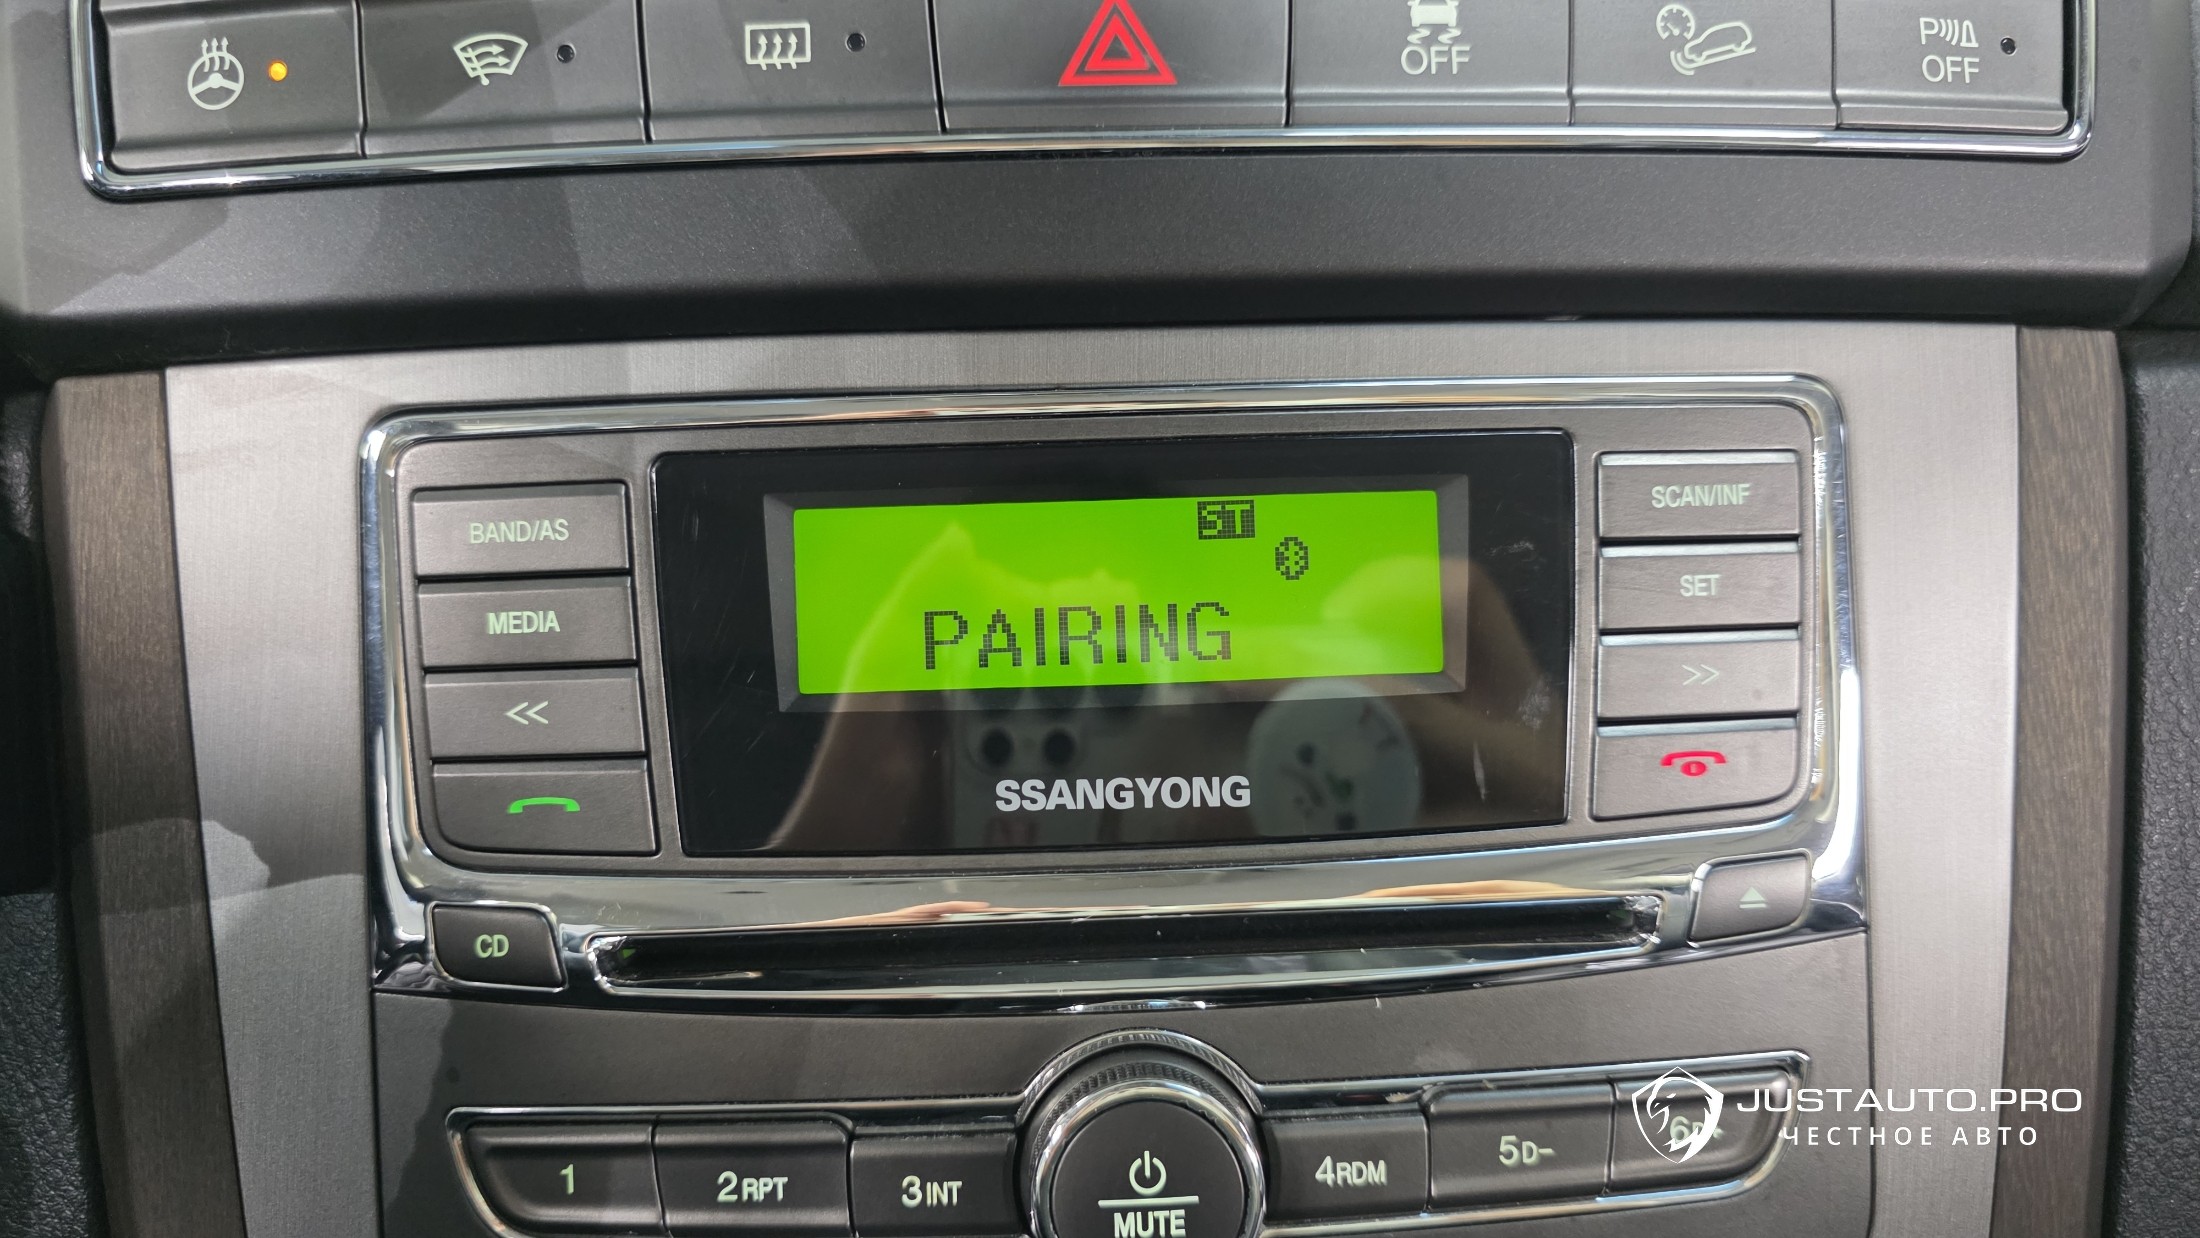 OFF
P
OFF
BAND/AS
MEDIA
<<
ST
PAIRING
SSANGYONG
SCAN/INF
SET
>>
CD
1
2RPT
3INT
MUTE
4RDM
5D-
6D+
JUSTAUTO.PRO
ЧЕСТНОЕ АВТО